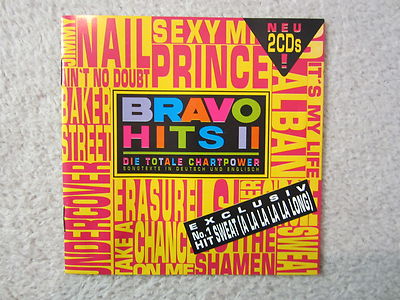 JIMMY
NAIL
AIN'T NO DOUBT
SEXY M
PRINCE
NEU
2CDs
!
IT'S MY LIFE
ALBAN
BAKER
STREET
UNDERCOVER
BRAVO
HITS II
DIE TOTALE CHARTPOWER
SONGTEXTE IN DEUTSCH UND ENGLISCH
ERASURE
TAKE A
CHANCE
ON ME
THE
SHAMEN
SWEAT
EXCLUSIV
No. 1
HIT SWEAT (A LA LA LA LA LONG)